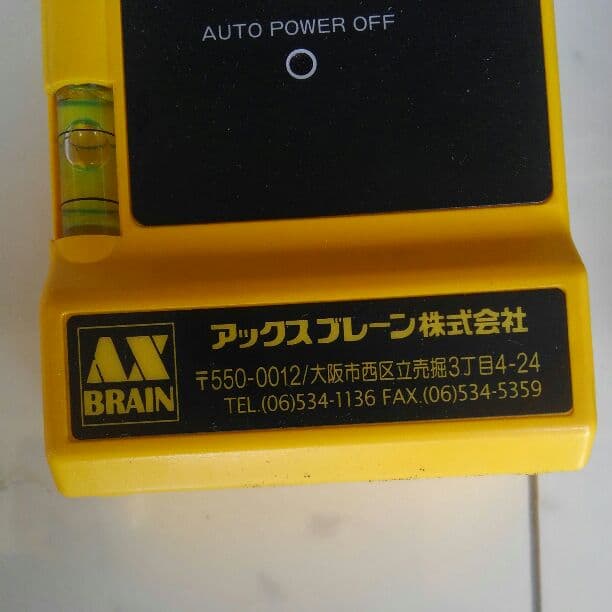 AUTO POWER OFF
AX
BRAIN
アックスブレーン株式会社
〒550-0012/大阪市西区立売堀3丁目4-24
TEL.(06)534-1136 FAX.(06)534-5359